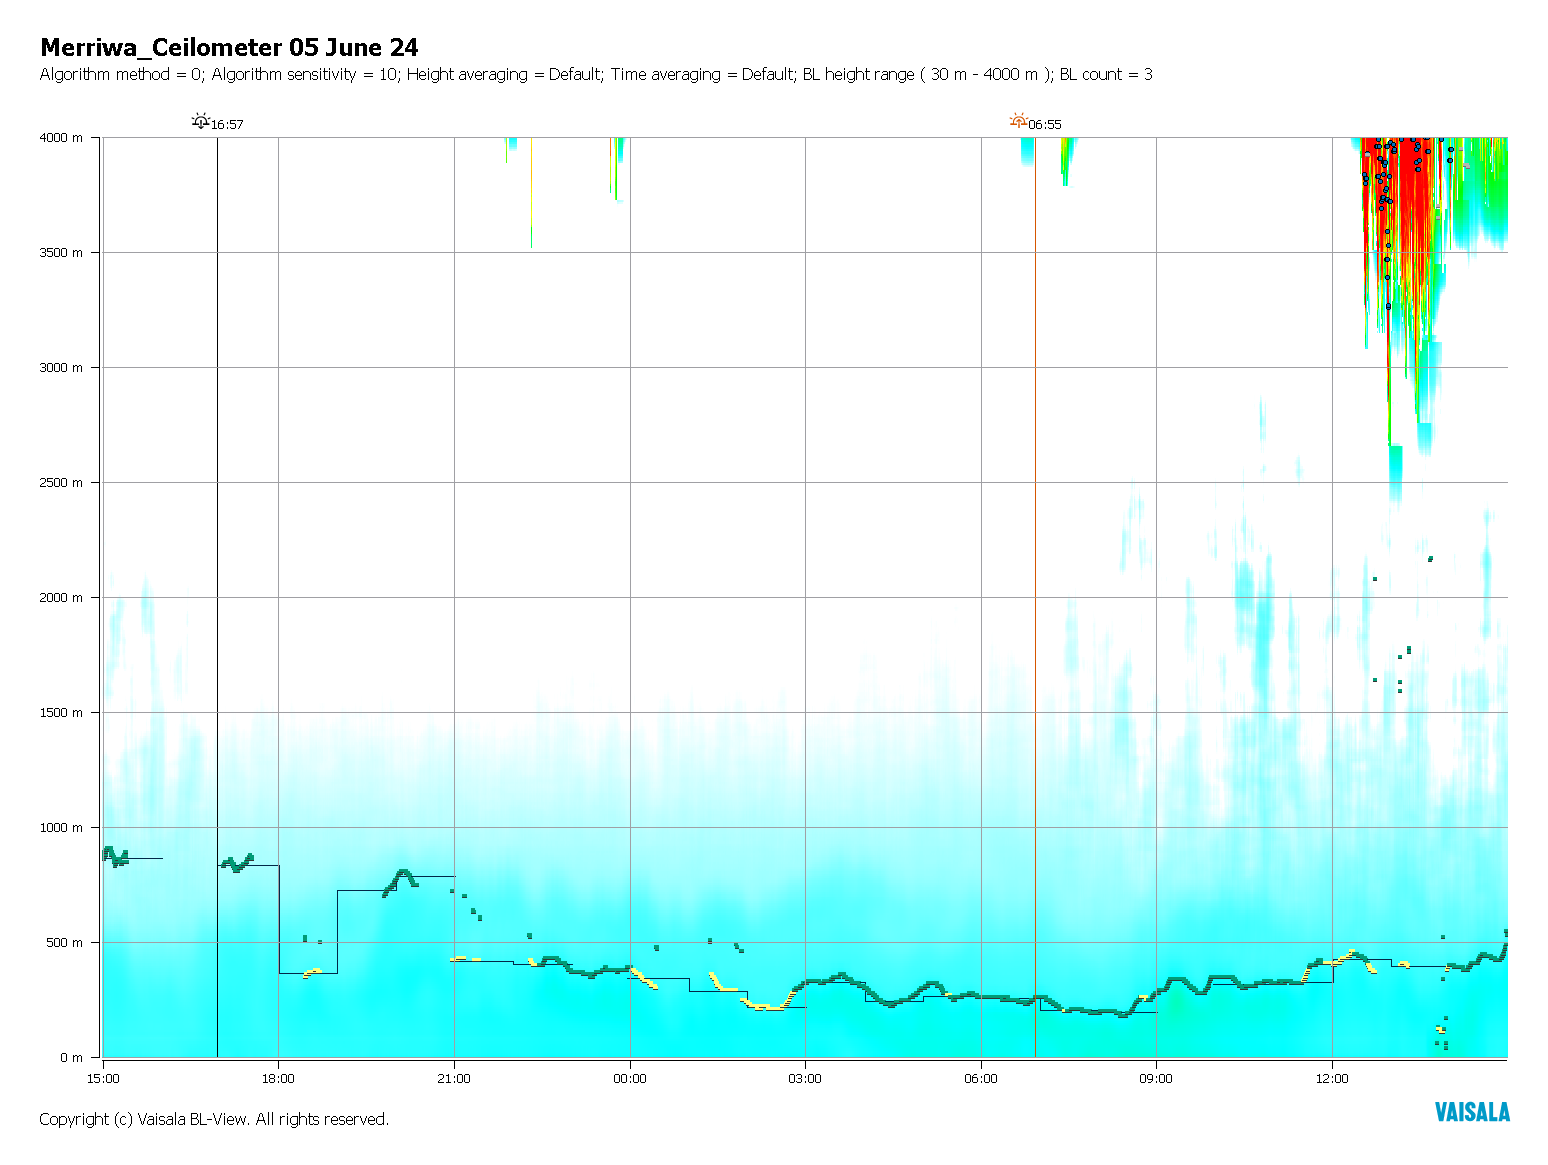 Merriwa_Ceilometer 05 June 24
Algorithm method = 0; Algorithm sensitivity = 10; Height averaging = Default; Time averaging = Default; BL height range ( 30 m - 4000 m ); BL count = 3
16:57 06:55
4000 m
3500 m
3000 m
2500 m
2000 m
1500 m
1000 m
500 m
0 m
15:00 18:00 21:00 00:00 03:00 06:00 09:00 12:00
Copyright (c) Vaisala BL-View. All rights reserved.
VAISALA